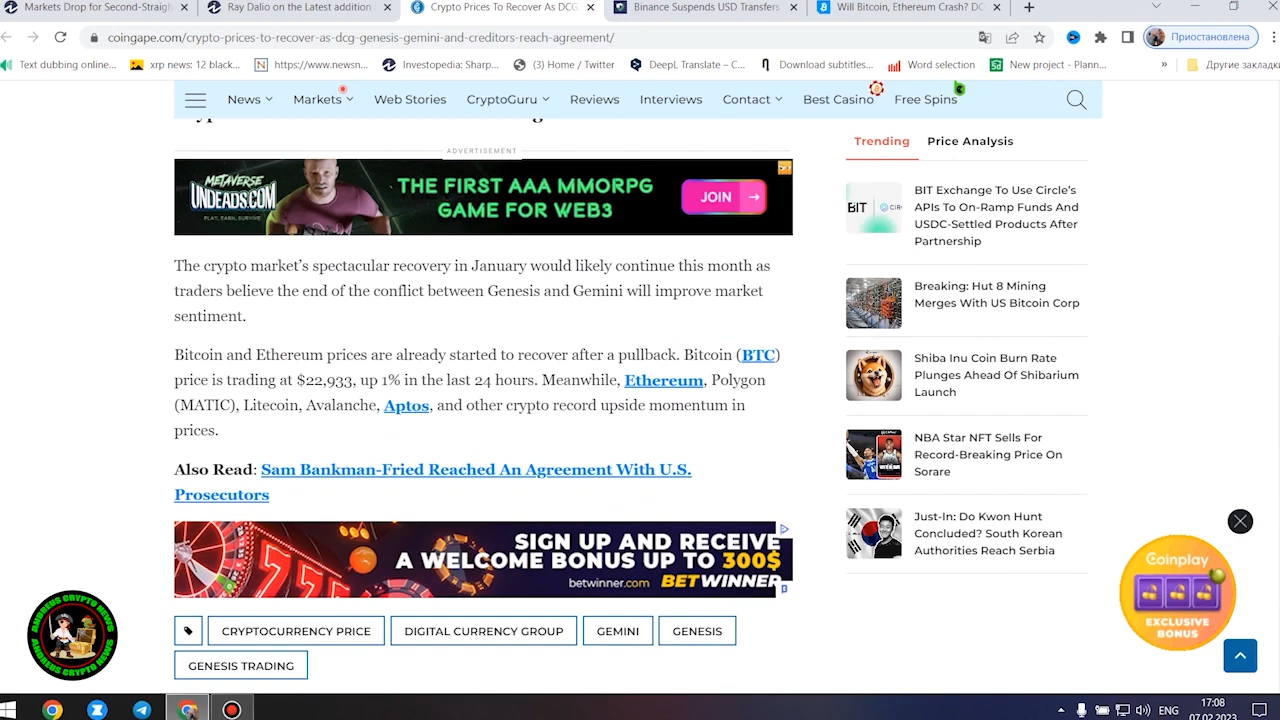 Markets Drop for Second-Straigh
Ray Dalio on the Latest addition
Crypto Prices To Recover As DCG
Binance Suspends USD Transfers
Will Bitcoin, Ethereum Crash? DC
coingape.com/crypto-prices-to-recover-as-dcg-genesis-gemini-and-creditors-reach-agreement/
Приостановлена
Text dubbing online...
xrp news: 12 black...
https://www.newsn...
Investopedia: Sharp...
(3) Home / Twitter
DeepL Translate – C...
Download subtitles...
Word selection
New project - Plann...
»
Другие закладки
News
Markets
Web Stories
CryptoGuru
Reviews
Interviews
Contact
Best Casino
Free Spins
ADVERTISEMENT
METAVERSE
UNDEADS.COM
PLAY, EARN, SURVIVE
THE FIRST AAA MMORPG
GAME FOR WEB3
JOIN
The crypto market's spectacular recovery in January would likely continue this month as
traders believe the end of the conflict between Genesis and Gemini will improve market
sentiment.
Bitcoin and Ethereum prices are already started to recover after a pullback. Bitcoin (BTC)
price is trading at $22,933, up 1% in the last 24 hours. Meanwhile, Ethereum, Polygon
(MATIC), Litecoin, Avalanche, Aptos, and other crypto record upside momentum in
prices.
Also Read: Sam Bankman-Fried Reached An Agreement With U.S.
Prosecutors
SIGN UP AND RECEIVE
A WELCOME BONUS UP TO 300$
betwinner.com BETWINNER
CRYPTOCURRENCY PRICE
DIGITAL CURRENCY GROUP
GEMINI
GENESIS
GENESIS TRADING
Trending
Price Analysis
BIT
BIT Exchange To Use Circle's
APIs To On-Ramp Funds And
USDC-Settled Products After
Partnership
Breaking: Hut 8 Mining
Merges With US Bitcoin Corp
Shiba Inu Coin Burn Rate
Plunges Ahead Of Shibarium
Launch
NBA Star NFT Sells For
Record-Breaking Price On
Sorare
Just-In: Do Kwon Hunt
Concluded? South Korean
Authorities Reach Serbia
Coinplay
EXCLUSIVE
BONUS
ANDREUS CRYPTO NEWS
ANDREUS CRYPTO NEWS
ENG
17:08
07.02.2023